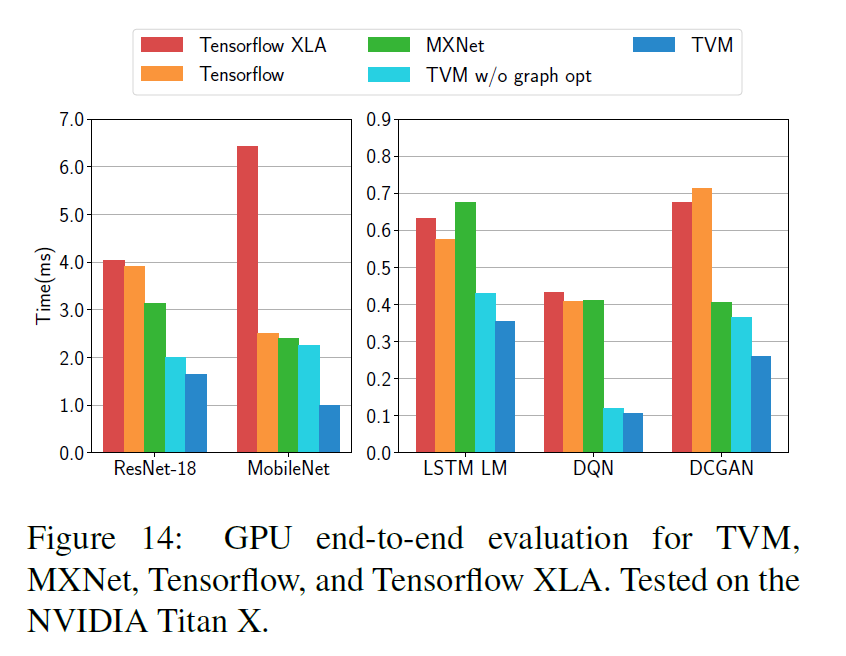 Tensorflow XLA
Tensorflow
MXNet
TVM w/o graph opt
TVM
Time(ms)
7.0
6.0
5.0
4.0
3.0
2.0
1.0
0.0
ResNet-18
MobileNet
0.9
0.8
0.7
0.6
0.5
0.4
0.3
0.2
0.1
0.0
LSTM LM
DQN
DCGAN
Figure 14: GPU end-to-end evaluation for TVM,
MXNet, Tensorflow, and Tensorflow XLA. Tested on the
NVIDIA Titan X.